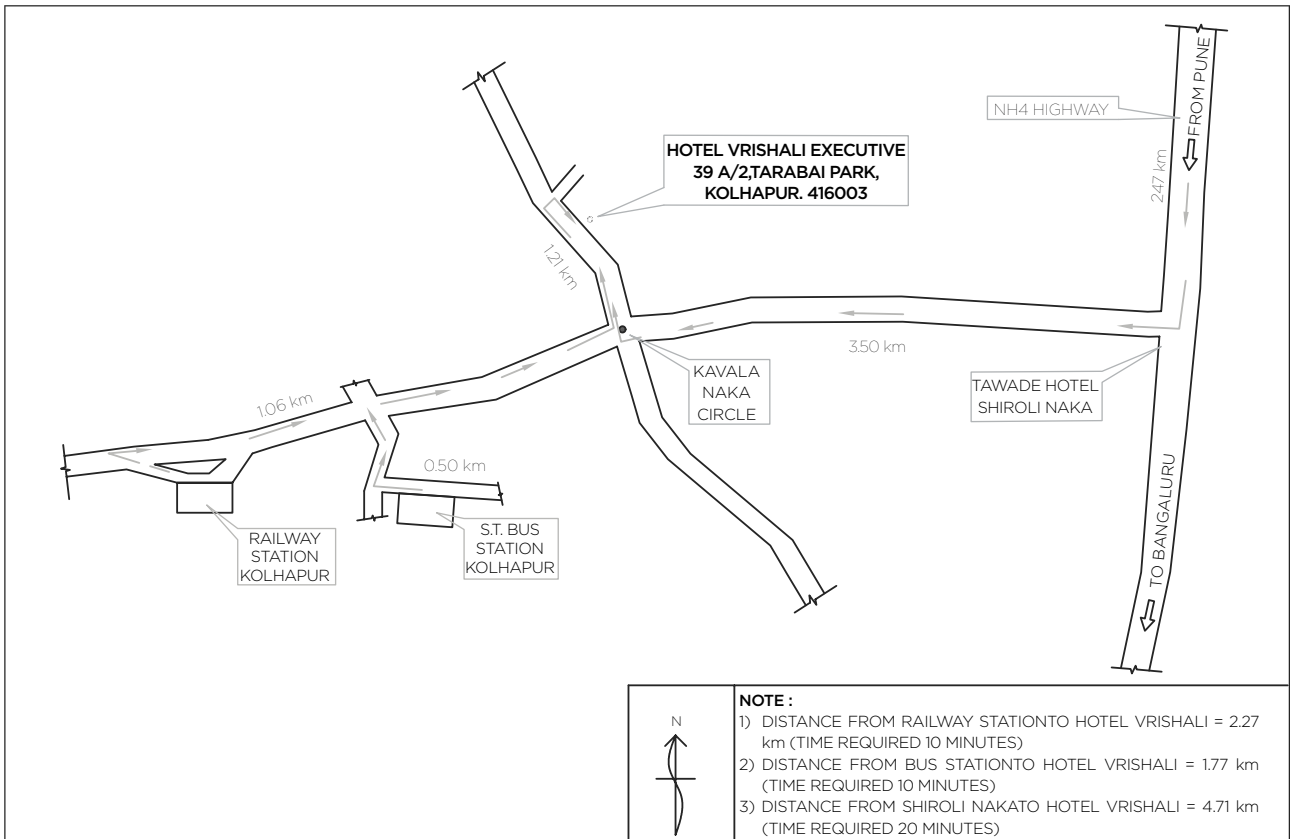 FROM PUNE
NH4 HIGHWAY
247 km
HOTEL VRISHALI EXECUTIVE
39 A/2,TARABAI PARK,
KOLHAPUR. 416003
1.21 km
3.50 km
KAVALA
NAKA
CIRCLE
TAWADE HOTEL
SHIROLI NAKA
1.06 km
0.50 km
RAILWAY
STATION
KOLHAPUR
S.T. BUS
STATION
KOLHAPUR
TO BANGALURU
N
NOTE :
1) DISTANCE FROM RAILWAY STATIONTO HOTEL VRISHALI = 2.27
km (TIME REQUIRED 10 MINUTES)
2) DISTANCE FROM BUS STATIONTO HOTEL VRISHALI = 1.77 km
(TIME REQUIRED 10 MINUTES)
3) DISTANCE FROM SHIROLI NAKATO HOTEL VRISHALI = 4.71 km
(TIME REQUIRED 20 MINUTES)